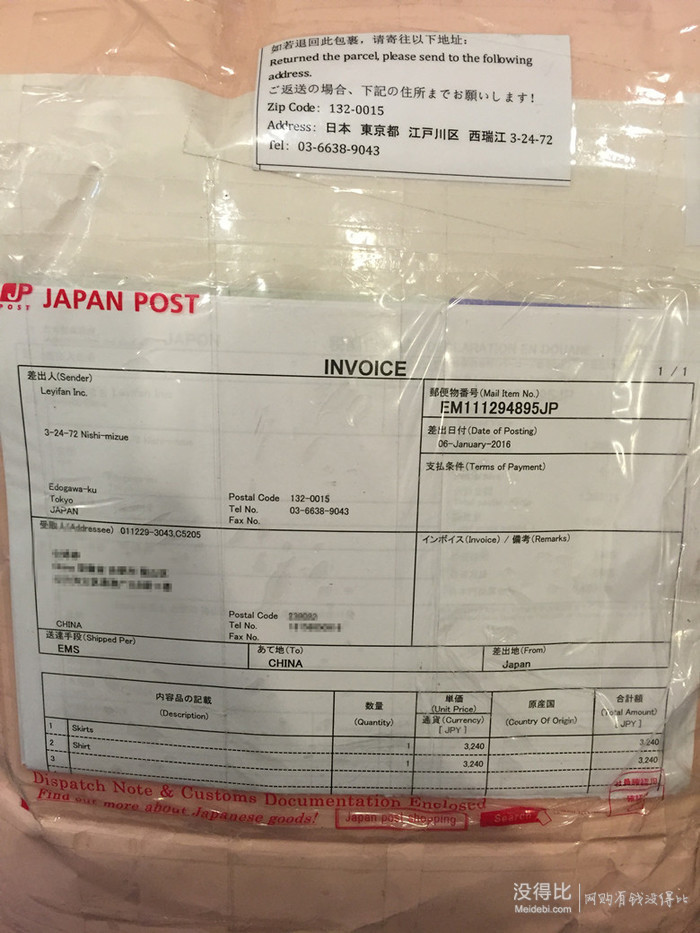 如若退回此包裹，请寄往以下地址：
Returned the parcel, please send to the following
address.
ご返送の場合、下記の住所までお願いします！
Zip Code: 132-0015
Address: 日本 東京都 江戸川区 西瑞江 3-24-72
Tel: 03-6638-9043
JP POST JAPAN POST
INVOICE
1 / 1
差出人(Sender)
Leyifan Inc.
3-24-72 Nishi-mizue
Edogawa-ku
Tokyo
JAPAN
Postal Code 132-0015
Tel No. 03-6638-9043
Fax No.
郵便物番号(Mail Item No.)
EM111294895JP
差出日付(Date of Posting)
06-January-2016
支払条件(Terms of Payment)
受取人(Addressee) 011229-3043,C5205
CHINA
Postal Code
Tel No.
Fax No.
インボイス(Invoice) / 備考(Remarks)
送達手段(Shipped Per)
EMS
あて地(To)
CHINA
差出地(From)
Japan
内容品の記載
(Description)
数量
(Quantity)
単価
(Unit Price)
通貨(Currency)
[ JPY ]
原産国
(Country Of Origin)
合計額
(Total Amount)
[ JPY ]
1 Skirts 1 3,240 3,240
2 Shirt 1 3,240 3,240
3
Dispatch Note & Customs Documentation Enclosed
Find out more about Japanese goods! Japan post shopping Search
没得比 网购有钱没得比
Meidebi.com